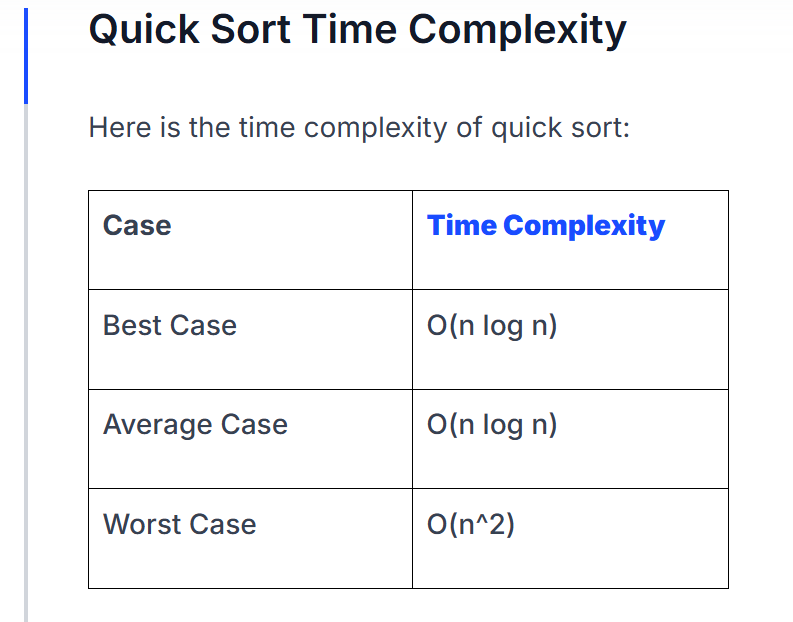 Quick Sort Time Complexity
Here is the time complexity of quick sort:
Case Time Complexity
Best Case O(n log n)
Average Case O(n log n)
Worst Case O(n^2)